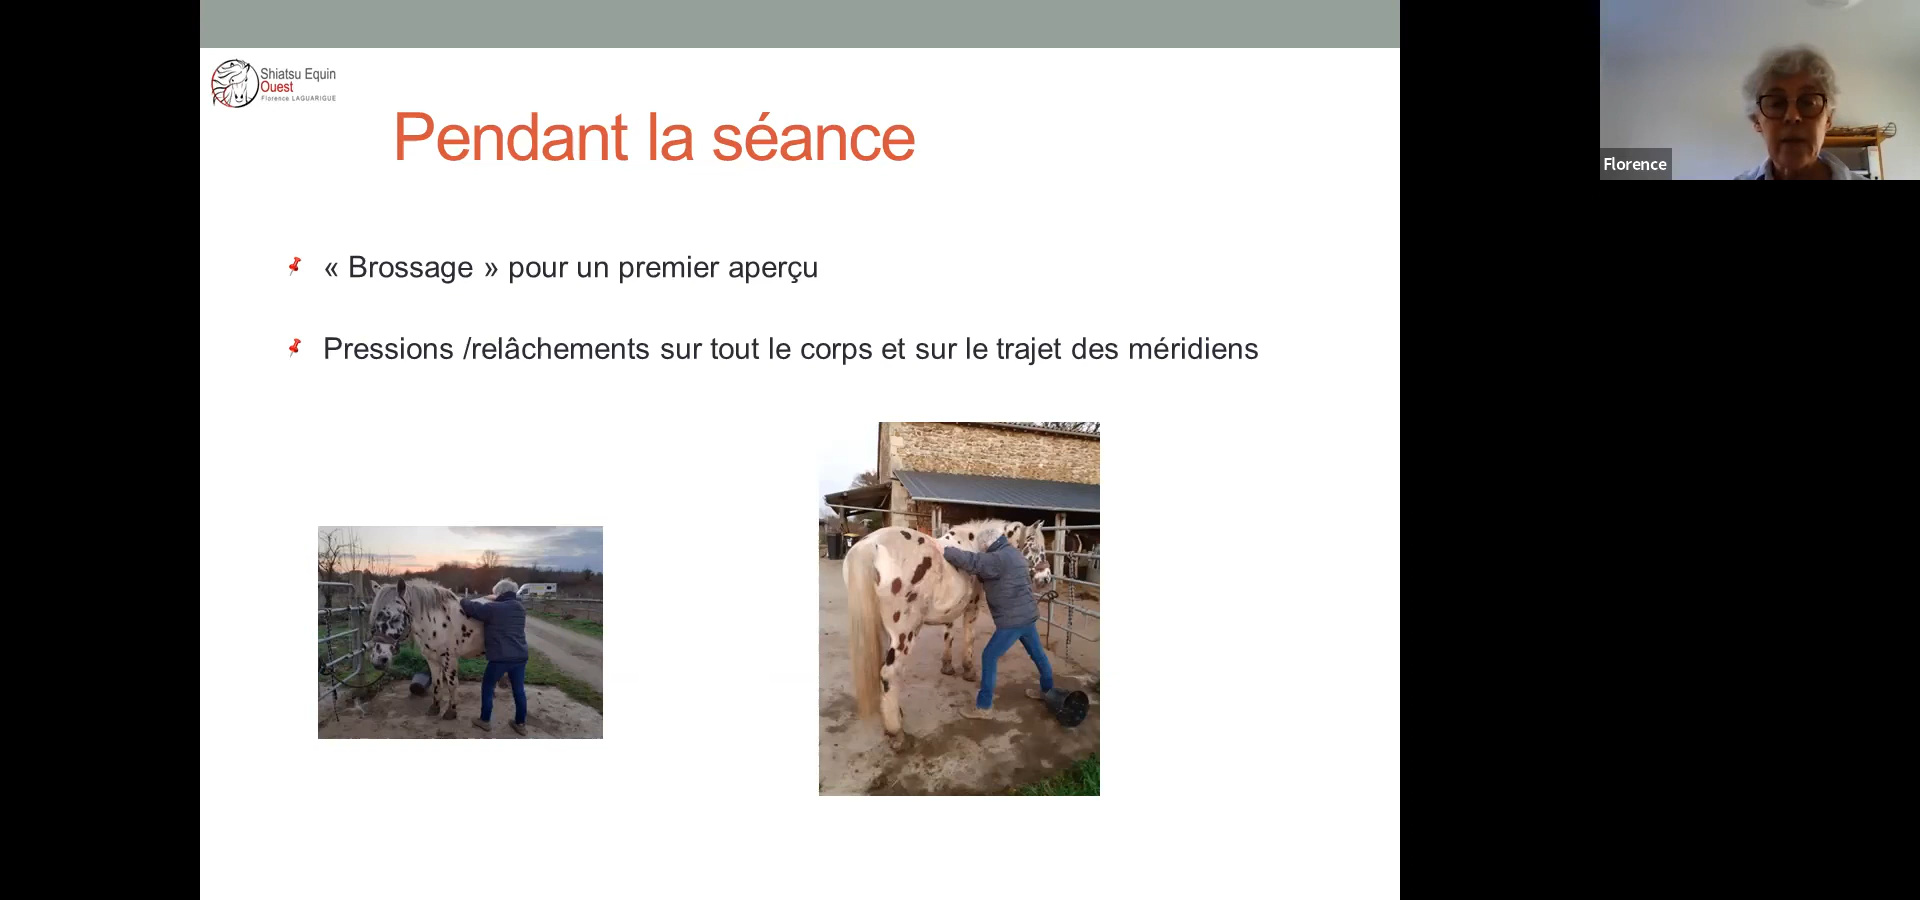 Shiatsu Equin
Ouest
Florence LAGUARIGUE
Pendant la séance
« Brossage » pour un premier aperçu
Pressions /relâchements sur tout le corps et sur le trajet des méridiens
Florence